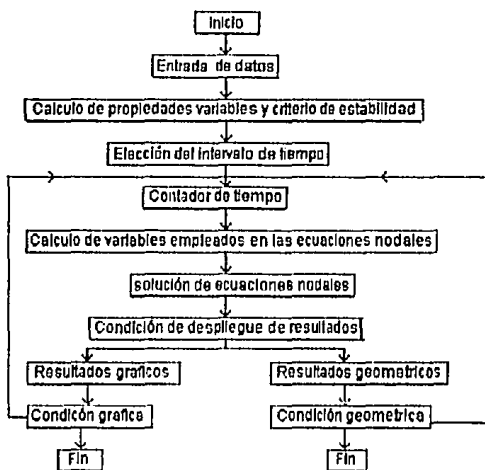 Inicio
Entrada de datos
Calculo de propiedades variables y criterio de estabilidad
Elección del intervalo de tiempo
Contador de tiempo
Calculo de variables empleados en las ecuaciones nodales
solución de ecuaciones nodales
Condición de despliegue de resultados
Resultados graficos Resultados geometricos
Condicón grafica Condición geometrica
Fin Fin